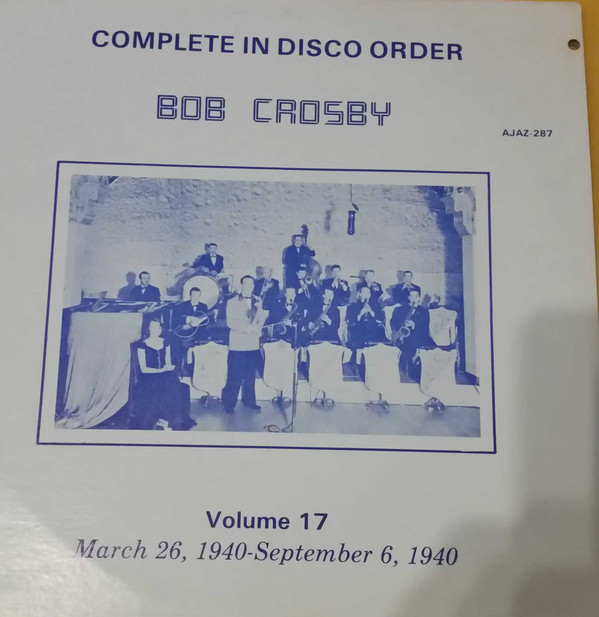 COMPLETE IN DISCO ORDER
BOB CROSBY
AJAZ-287
Volume 17
March 26, 1940-September 6, 1940